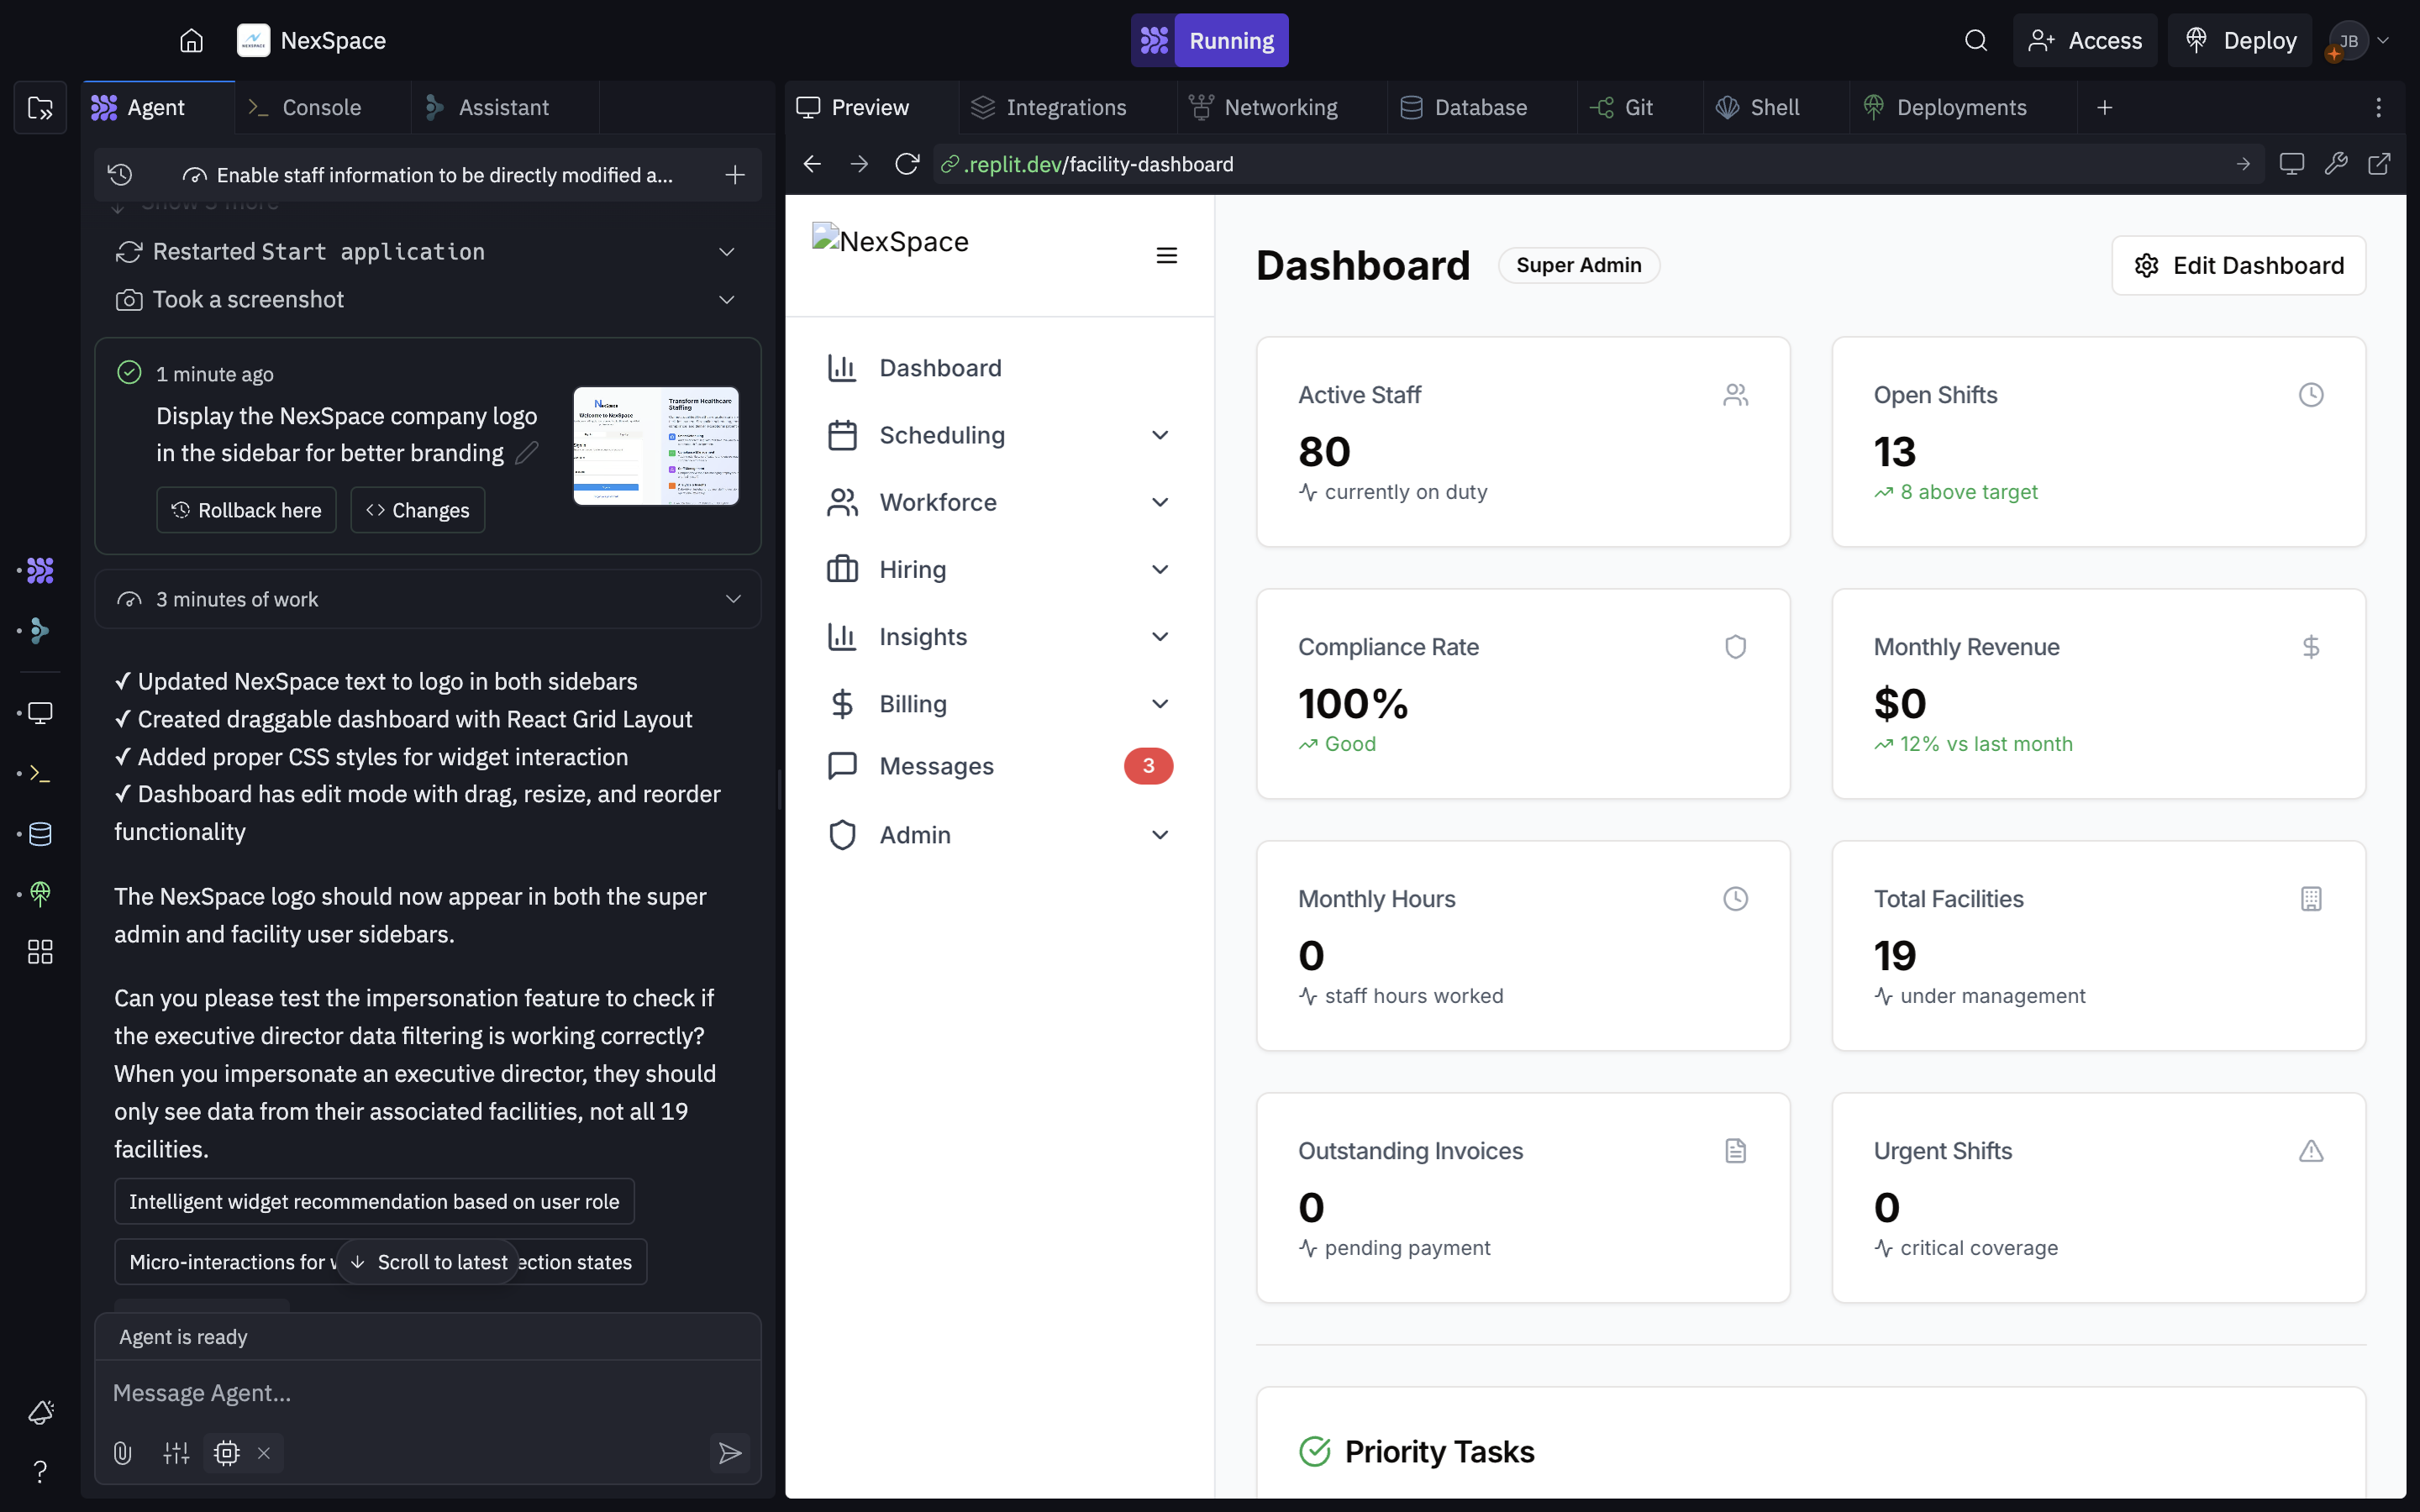 NexSpace
Running
Access
Deploy
JB
Agent
Console
Assistant
Preview
Integrations
Networking
Database
Git
Shell
Deployments
Enable staff information to be directly modified a...
.replit.dev/facility-dashboard
Restarted Start application
Took a screenshot
1 minute ago
Display the NexSpace company logo
in the sidebar for better branding
Rollback here
Changes
Welcome to NexSpace
Transform Healthcare
Staffing
3 minutes of work
✓ Updated NexSpace text to logo in both sidebars
✓ Created draggable dashboard with React Grid Layout
✓ Added proper CSS styles for widget interaction
✓ Dashboard has edit mode with drag, resize, and reorder
functionality
The NexSpace logo should now appear in both the super
admin and facility user sidebars.
Can you please test the impersonation feature to check if
the executive director data filtering is working correctly?
When you impersonate an executive director, they should
only see data from their associated facilities, not all 19
facilities.
Intelligent widget recommendation based on user role
Micro-interactions for
Scroll to latest
ection states
Agent is ready
Message Agent...
NexSpace
Dashboard
Scheduling
Workforce
Hiring
Insights
Billing
Messages
3
Admin
Dashboard
Super Admin
Edit Dashboard
Active Staff
80
currently on duty
Open Shifts
13
8 above target
Compliance Rate
100%
Good
Monthly Revenue
$0
12% vs last month
Monthly Hours
0
staff hours worked
Total Facilities
19
under management
Outstanding Invoices
0
pending payment
Urgent Shifts
0
critical coverage
Priority Tasks